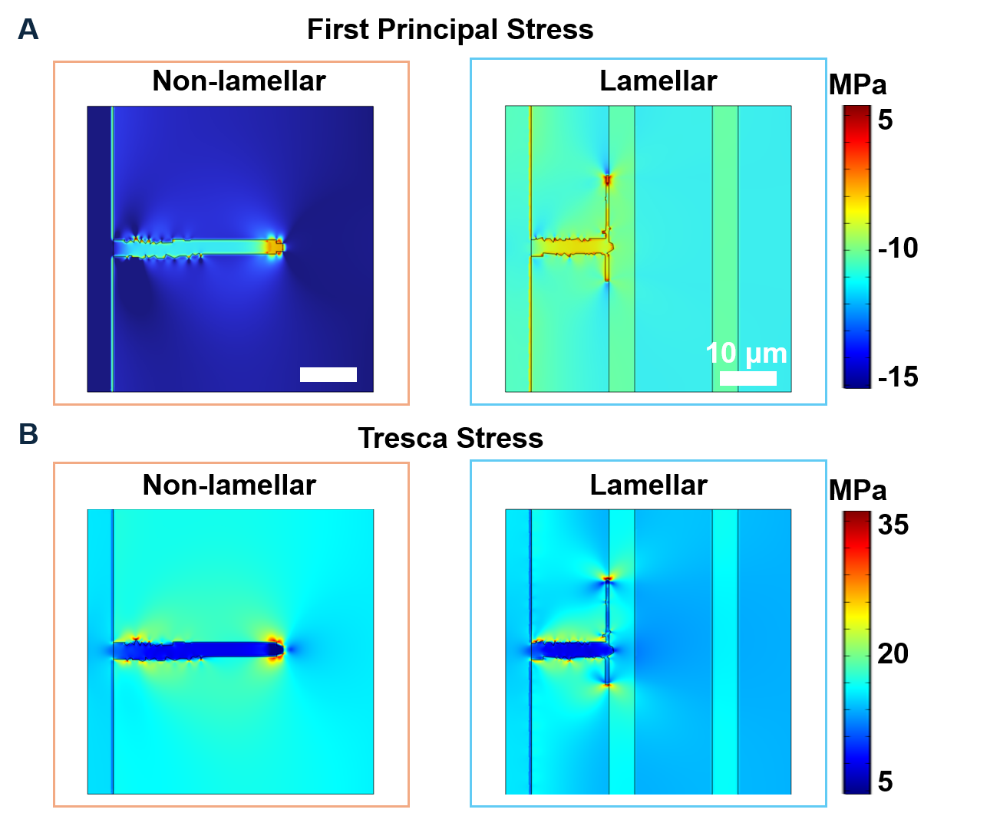 A
First Principal Stress
Non-lamellar
Lamellar
MPa
5
-10
-15
10 μm
B
Tresca Stress
Non-lamellar
Lamellar
MPa
35
20
5